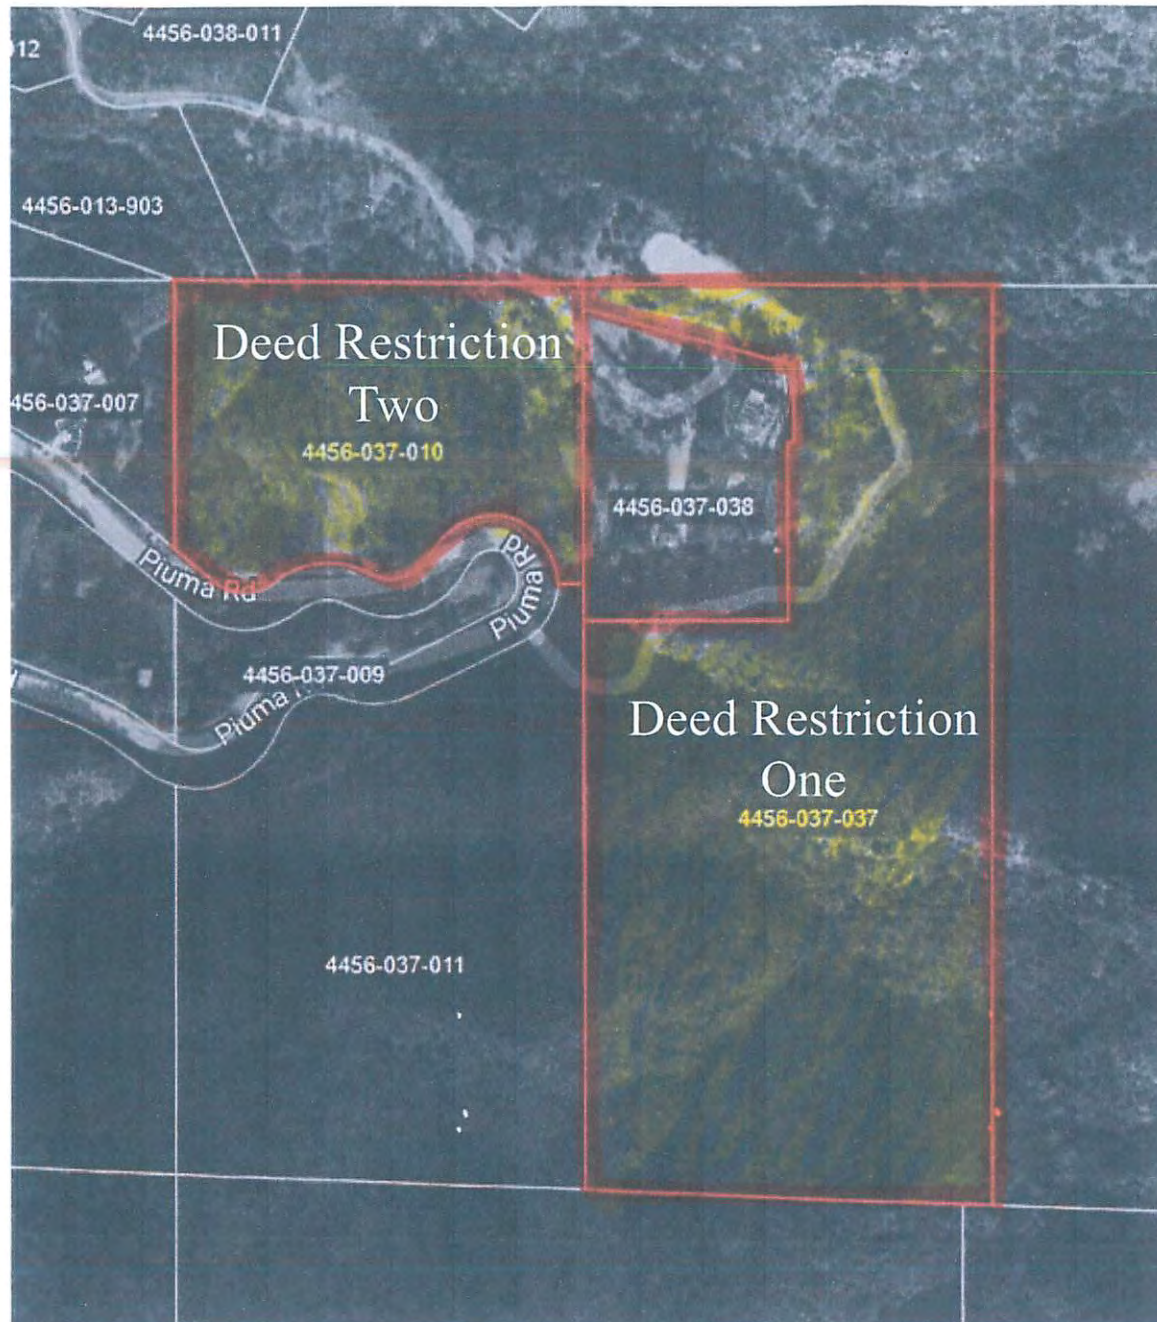 4456-038-011
012
4456-013-903
Deed Restriction
Two
4456-037-010
456-037-007
4456-037-038
Piuma Rd
Piuma Rd
4456-037-009
Piuma
Deed Restriction
One
4456-037-037
4456-037-011